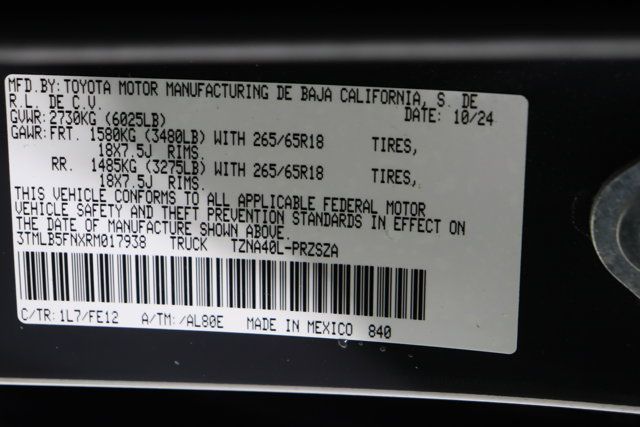 MFD.BY:TOYOTA MOTOR MANUFACTURING DE BAJA CALIFORNIA, S. DE
R.L. DE C.V. DATE: 10/24
GVWR:2730KG (6025LB)
GAWR:FRT. 1580KG (3480LB) WITH 265/65R18 TIRES,
18X7.5J RIMS.
RR. 1485KG (3275LB) WITH 265/65R18 TIRES,
18X7.5J RIMS.
THIS VEHICLE CONFORMS TO ALL APPLICABLE FEDERAL MOTOR
VEHICLE SAFETY AND THEFT PREVENTION STANDARDS IN EFFECT ON
THE DATE OF MANUFACTURE SHOWN ABOVE.
3TMLB5FNXRM017938 TRUCK TZNA40L-PRZSZA
C/TR:1L7/FE12 A/TM:/AL80E MADE IN MEXICO 840